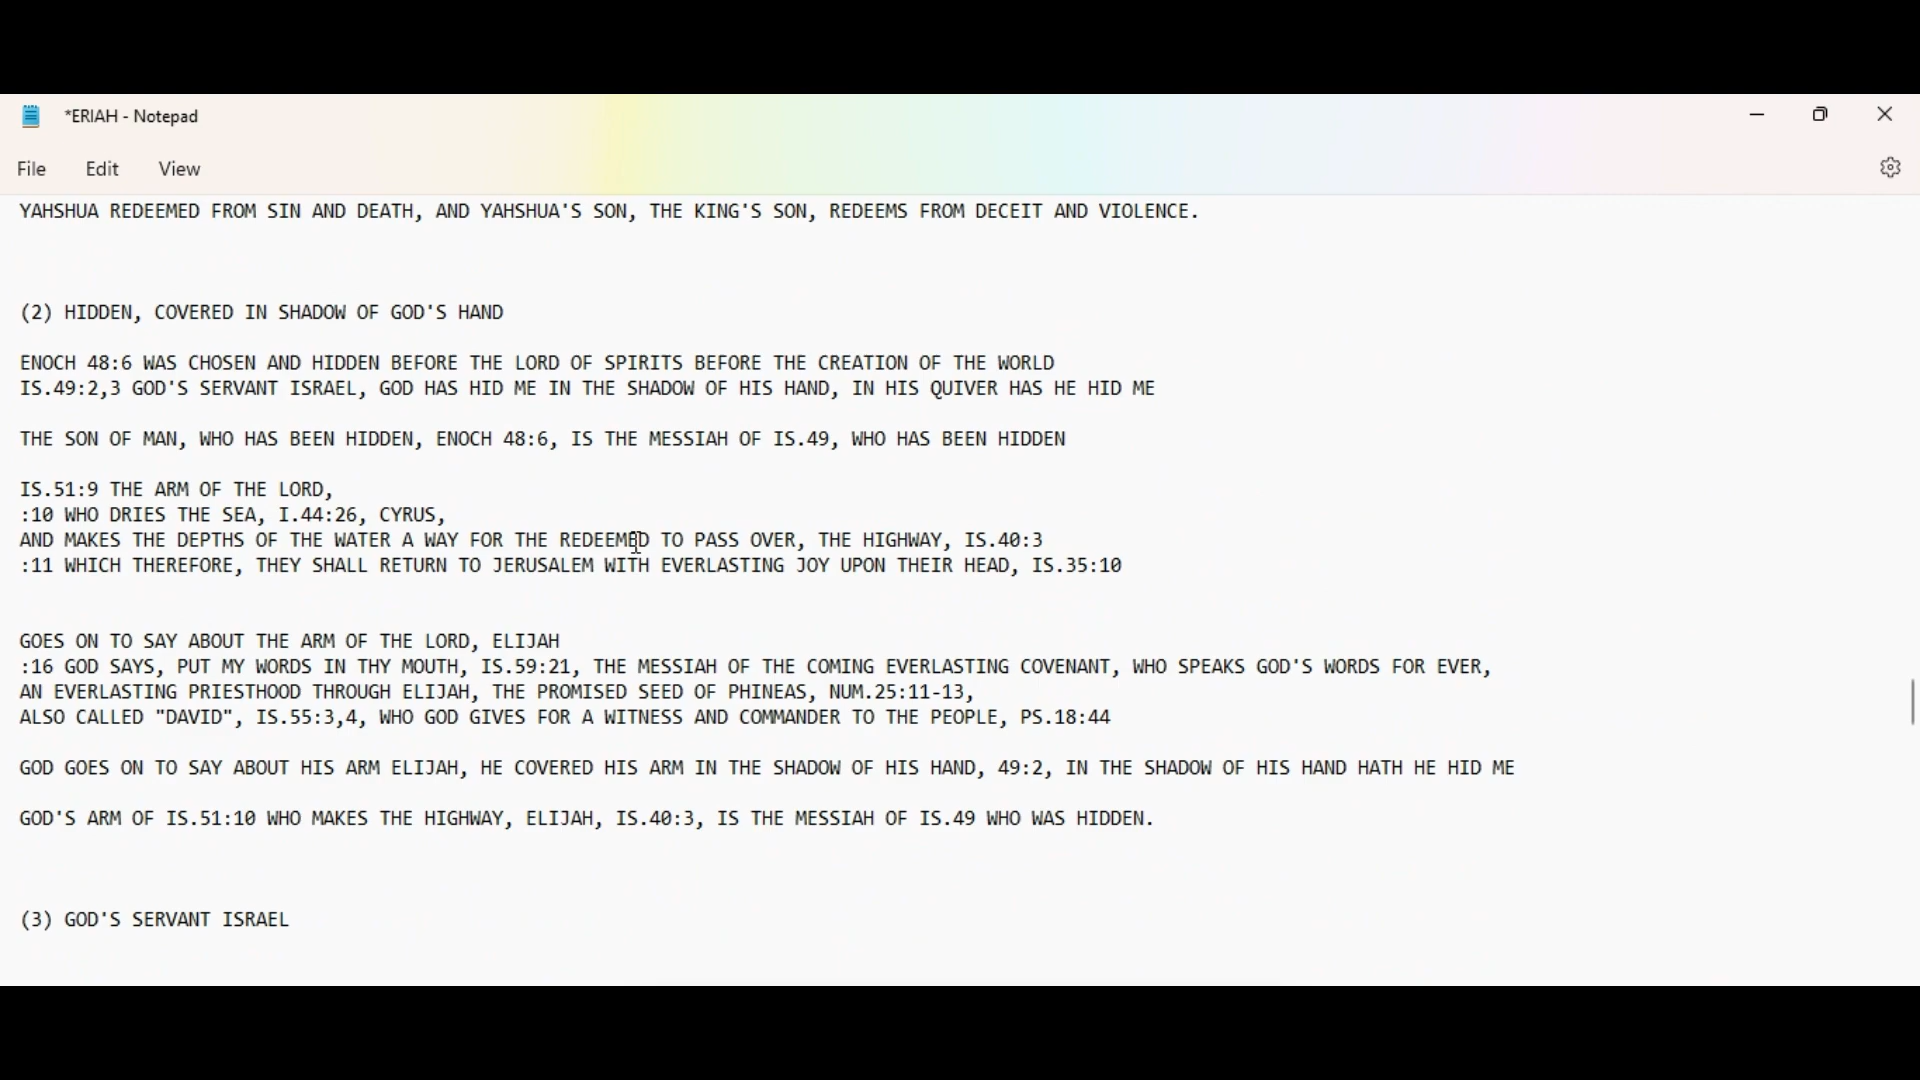 *ERIAH - Notepad
File Edit View
YAHSHUA REDEEMED FROM SIN AND DEATH, AND YAHSHUA'S SON, THE KING'S SON, REDEEMS FROM DECEIT AND VIOLENCE.
(2) HIDDEN, COVERED IN SHADOW OF GOD'S HAND
ENOCH 48:6 WAS CHOSEN AND HIDDEN BEFORE THE LORD OF SPIRITS BEFORE THE CREATION OF THE WORLD
IS.49:2,3 GOD'S SERVANT ISRAEL, GOD HAS HID ME IN THE SHADOW OF HIS HAND, IN HIS QUIVER HAS HE HID ME
THE SON OF MAN, WHO HAS BEEN HIDDEN, ENOCH 48:6, IS THE MESSIAH OF IS.49, WHO HAS BEEN HIDDEN
IS.51:9 THE ARM OF THE LORD,
:10 WHO DRIES THE SEA, I.44:26, CYRUS,
AND MAKES THE DEPTHS OF THE WATER A WAY FOR THE REDEEMED TO PASS OVER, THE HIGHWAY, IS.40:3
:11 WHICH THEREFORE, THEY SHALL RETURN TO JERUSALEM WITH EVERLASTING JOY UPON THEIR HEAD, IS.35:10
GOES ON TO SAY ABOUT THE ARM OF THE LORD, ELIJAH
:16 GOD SAYS, PUT MY WORDS IN THY MOUTH, IS.59:21, THE MESSIAH OF THE COMING EVERLASTING COVENANT, WHO SPEAKS GOD'S WORDS FOR EVER,
AN EVERLASTING PRIESTHOOD THROUGH ELIJAH, THE PROMISED SEED OF PHINEAS, NUM.25:11-13,
ALSO CALLED "DAVID", IS.55:3,4, WHO GOD GIVES FOR A WITNESS AND COMMANDER TO THE PEOPLE, PS.18:44
GOD GOES ON TO SAY ABOUT HIS ARM ELIJAH, HE COVERED HIS ARM IN THE SHADOW OF HIS HAND, 49:2, IN THE SHADOW OF HIS HAND HATH HE HID ME
GOD'S ARM OF IS.51:10 WHO MAKES THE HIGHWAY, ELIJAH, IS.40:3, IS THE MESSIAH OF IS.49 WHO WAS HIDDEN.
(3) GOD'S SERVANT ISRAEL